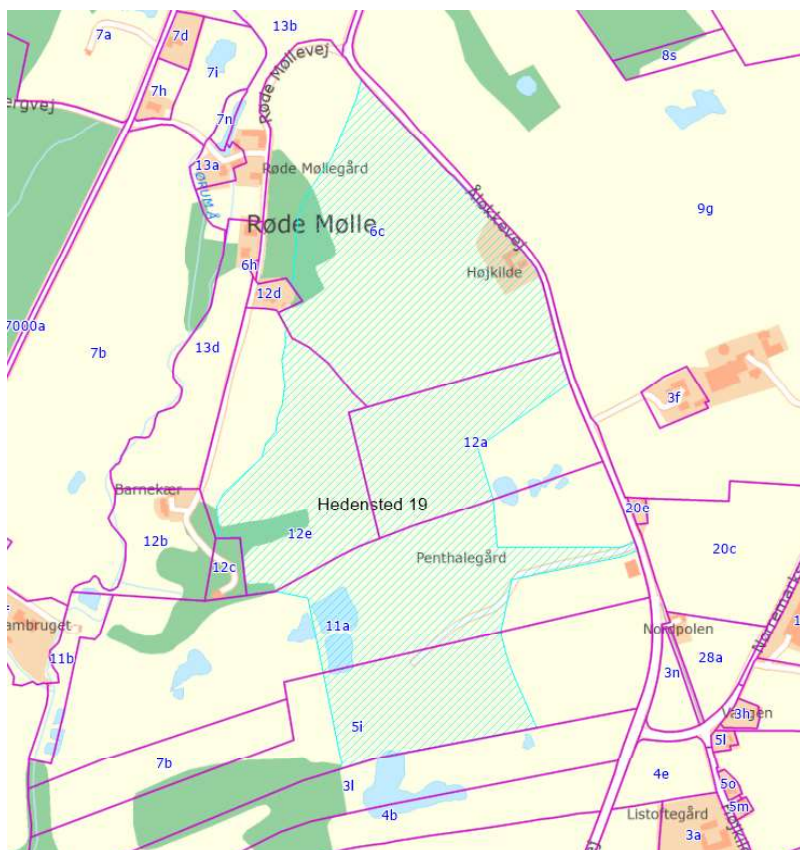 7a
7d
13b
7i
8s
7h
ergvej
Røde Møllevej
7n
13a
Røde Møllegård
Ålokkevej
9g
Røde Mølle
6c
6h
Højkilde
12d
7000a
7b
13d
3f
12a
Barnekær
Hedensted 19
20e
12e
12b
Penthalegård
20c
12c
ambruget
11a
Nordpolen
11b
28a
3n
3h
5i
5l
7b
3l
4e
5o
4b
Listoftegård
5m
3a